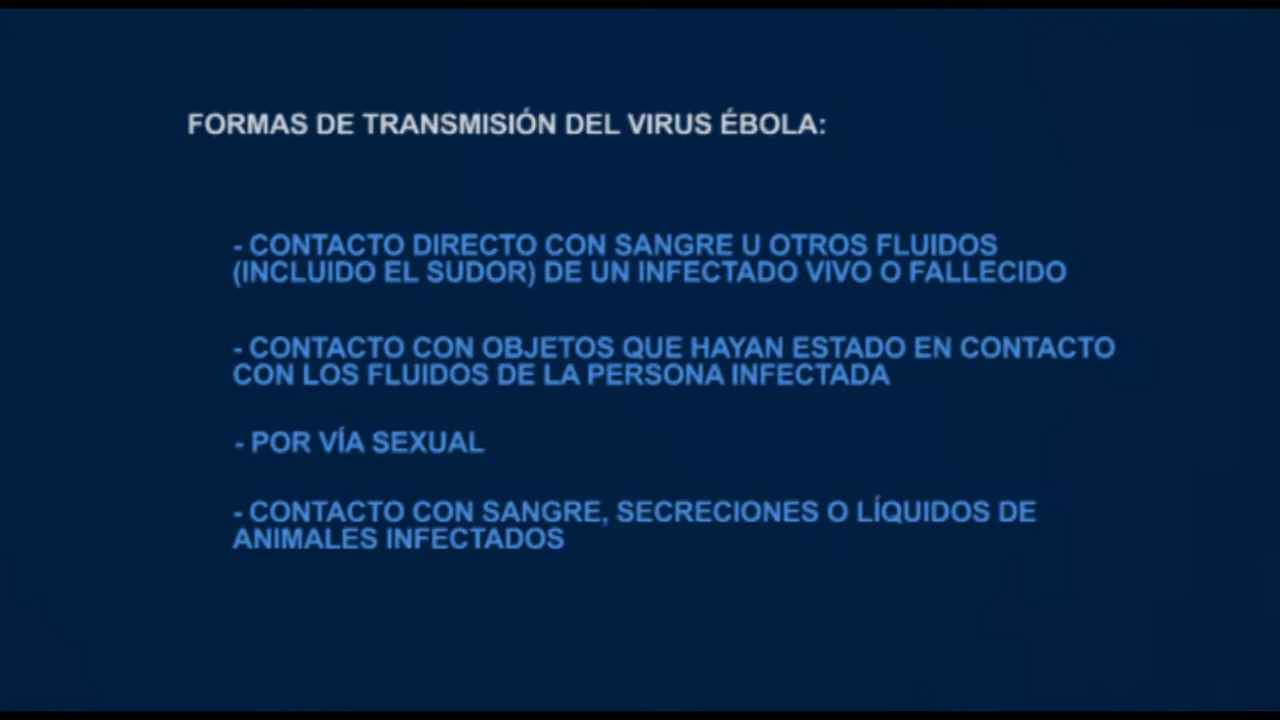 FORMAS DE TRANSMISIÓN DEL VIRUS ÉBOLA:
- CONTACTO DIRECTO CON SANGRE U OTROS FLUIDOS
(INCLUIDO EL SUDOR) DE UN INFECTADO VIVO O FALLECIDO
- CONTACTO CON OBJETOS QUE HAYAN ESTADO EN CONTACTO
CON LOS FLUIDOS DE LA PERSONA INFECTADA
- POR VÍA SEXUAL
- CONTACTO CON SANGRE, SECRECIONES O LÍQUIDOS DE
ANIMALES INFECTADOS